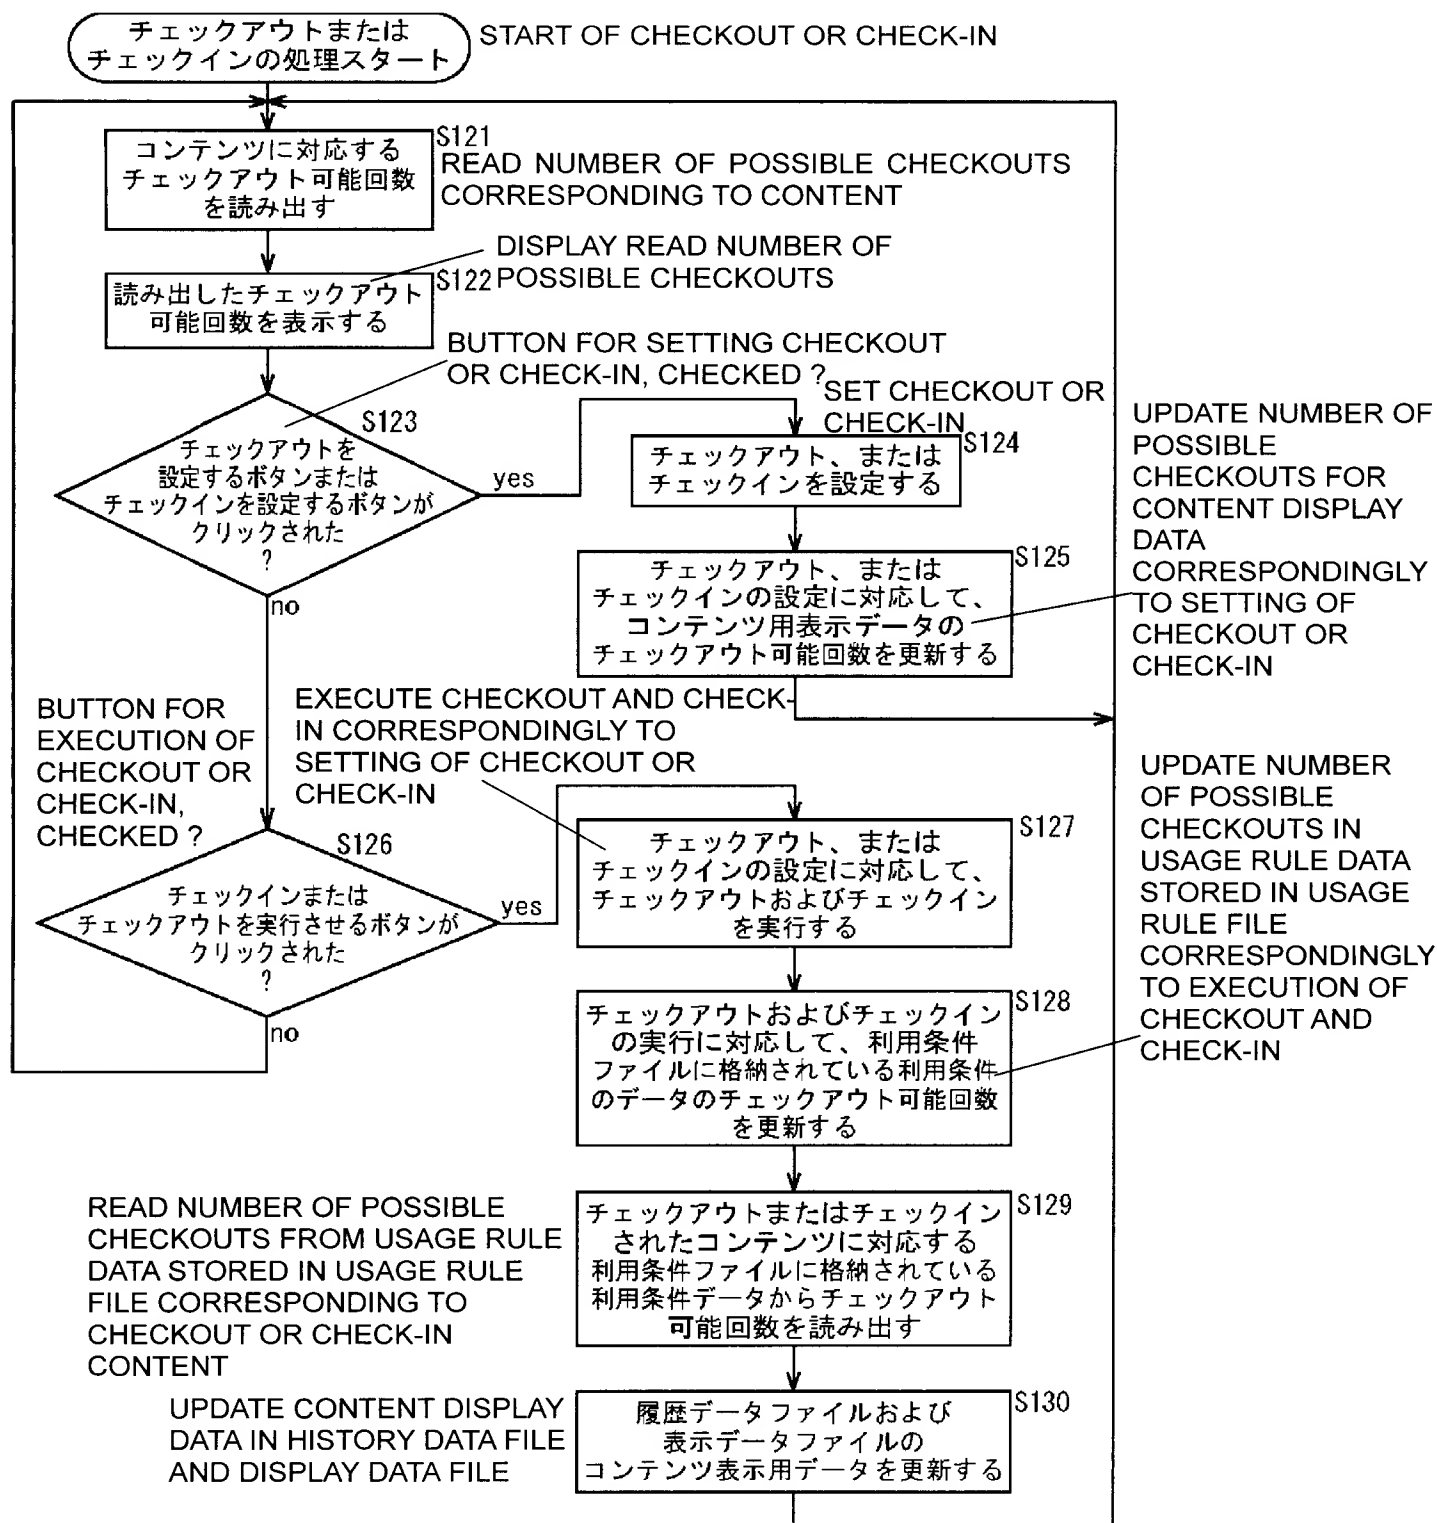 チェックアウトまたは
チェックインの処理スタート
START OF CHECKOUT OR CHECK-IN
S121
コンテンツに対応する
チェックアウト可能回数
を読み出す
READ NUMBER OF POSSIBLE CHECKOUTS
CORRESPONDING TO CONTENT
DISPLAY READ NUMBER OF
POSSIBLE CHECKOUTS
S122
読み出したチェックアウト
可能回数を表示する
BUTTON FOR SETTING CHECKOUT
OR CHECK-IN, CHECKED ?
S123
チェックアウトを
設定するボタンまたは
チェックインを設定するボタンが
クリックされた
?
yes
no
SET CHECKOUT OR
CHECK-IN
S124
チェックアウト、または
チェックインを設定する
UPDATE NUMBER OF
POSSIBLE
CHECKOUTS FOR
CONTENT DISPLAY
DATA
CORRESPONDINGLY
TO SETTING OF
CHECKOUT OR
CHECK-IN
S125
チェックアウト、または
チェックインの設定に対応して、
コンテンツ用表示データの
チェックアウト可能回数を更新する
BUTTON FOR
EXECUTION OF
CHECKOUT OR
CHECK-IN,
CHECKED ?
S126
チェックインまたは
チェックアウトを実行させるボタンが
クリックされた
?
yes
no
EXECUTE CHECKOUT AND CHECK-
IN CORRESPONDINGLY TO
SETTING OF CHECKOUT OR
CHECK-IN
S127
チェックアウト、または
チェックインの設定に対応して、
チェックアウトおよびチェックイン
を実行する
UPDATE NUMBER
OF POSSIBLE
CHECKOUTS IN
USAGE RULE DATA
STORED IN USAGE
RULE FILE
CORRESPONDINGLY
TO EXECUTION OF
CHECKOUT AND
CHECK-IN
S128
チェックアウトおよびチェックイン
の実行に対応して、利用条件
ファイルに格納されている利用条件
のデータのチェックアウト可能回数
を更新する
READ NUMBER OF POSSIBLE
CHECKOUTS FROM USAGE RULE
DATA STORED IN USAGE RULE
FILE CORRESPONDING TO
CHECKOUT OR CHECK-IN
CONTENT
S129
チェックアウトまたはチェックイン
されたコンテンツに対応する
利用条件ファイルに格納されている
利用条件データからチェックアウト
可能回数を読み出す
UPDATE CONTENT DISPLAY
DATA IN HISTORY DATA FILE
AND DISPLAY DATA FILE
S130
履歴データファイルおよび
表示データファイルの
コンテンツ表示用データを更新する